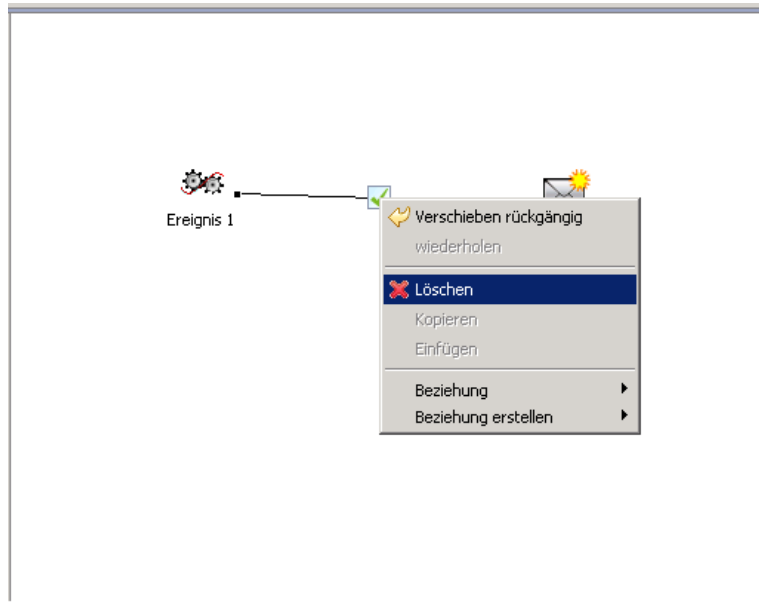 Ereignis 1
Verschieben rückgängig
wiederholen
Löschen
Kopieren
Einfügen
Beziehung
Beziehung erstellen